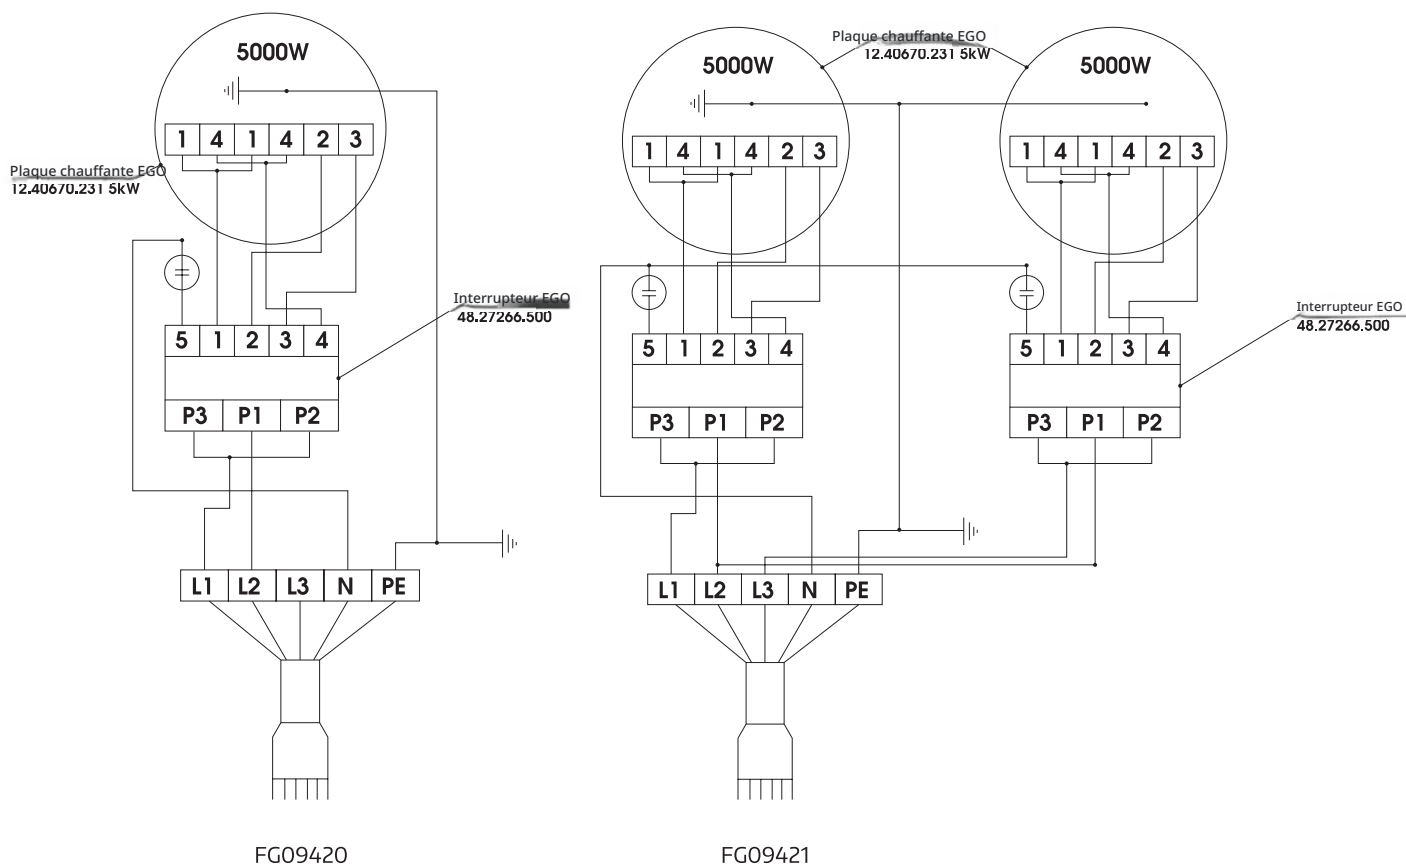 5000W
1 4 1 4 2 3
Plaque chauffante EGO
12.40670.231 5kW
5 1 2 3 4
Interrupteur EGO
48.27266.500
P3 P1 P2
L1 L2 L3 N PE
FG09420
Plaque chauffante EGO
12.40670.231 5kW
5000W
5000W
1 4 1 4 2 3
1 4 1 4 2 3
5 1 2 3 4
5 1 2 3 4
Interrupteur EGO
48.27266.500
P3 P1 P2
P3 P1 P2
L1 L2 L3 N PE
FG09421